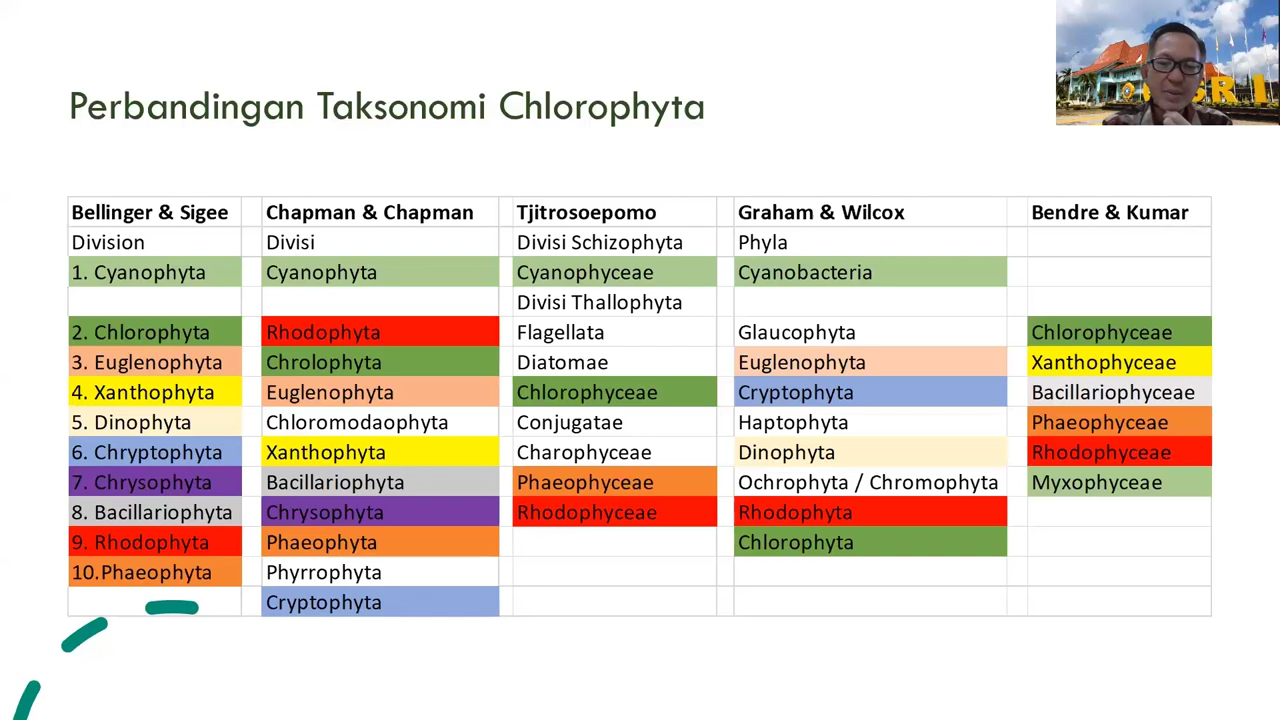 Perbandingan Taksonomi Chlorophyta
Bellinger & Sigee Chapman & Chapman Tjitrosoepomo Graham & Wilcox Bendre & Kumar
Division Divisi Divisi Schizophyta Phyla
1. Cyanophyta Cyanophyta Cyanophyceae Cyanobacteria
Divisi Thallophyta
2. Chlorophyta Rhodophyta Flagellata Glaucophyta Chlorophyceae
3. Euglenophyta Chrolophyta Diatomae Euglenophyta Xanthophyceae
4. Xanthophyta Euglenophyta Chlorophyceae Cryptophyta Bacillariophyceae
5. Dinophyta Chloromodaophyta Conjugatae Haptophyta Phaeophyceae
6. Chryptophyta Xanthophyta Charophyceae Dinophyta Rhodophyceae
7. Chrysophyta Bacillariophyta Phaeophyceae Ochrophyta / Chromophyta Myxophyceae
8. Bacillariophyta Chrysophyta Rhodophyceae Rhodophyta
9. Rhodophyta Phaeophyta Chlorophyta
10.Phaeophyta Phyrrophyta
Cryptophyta